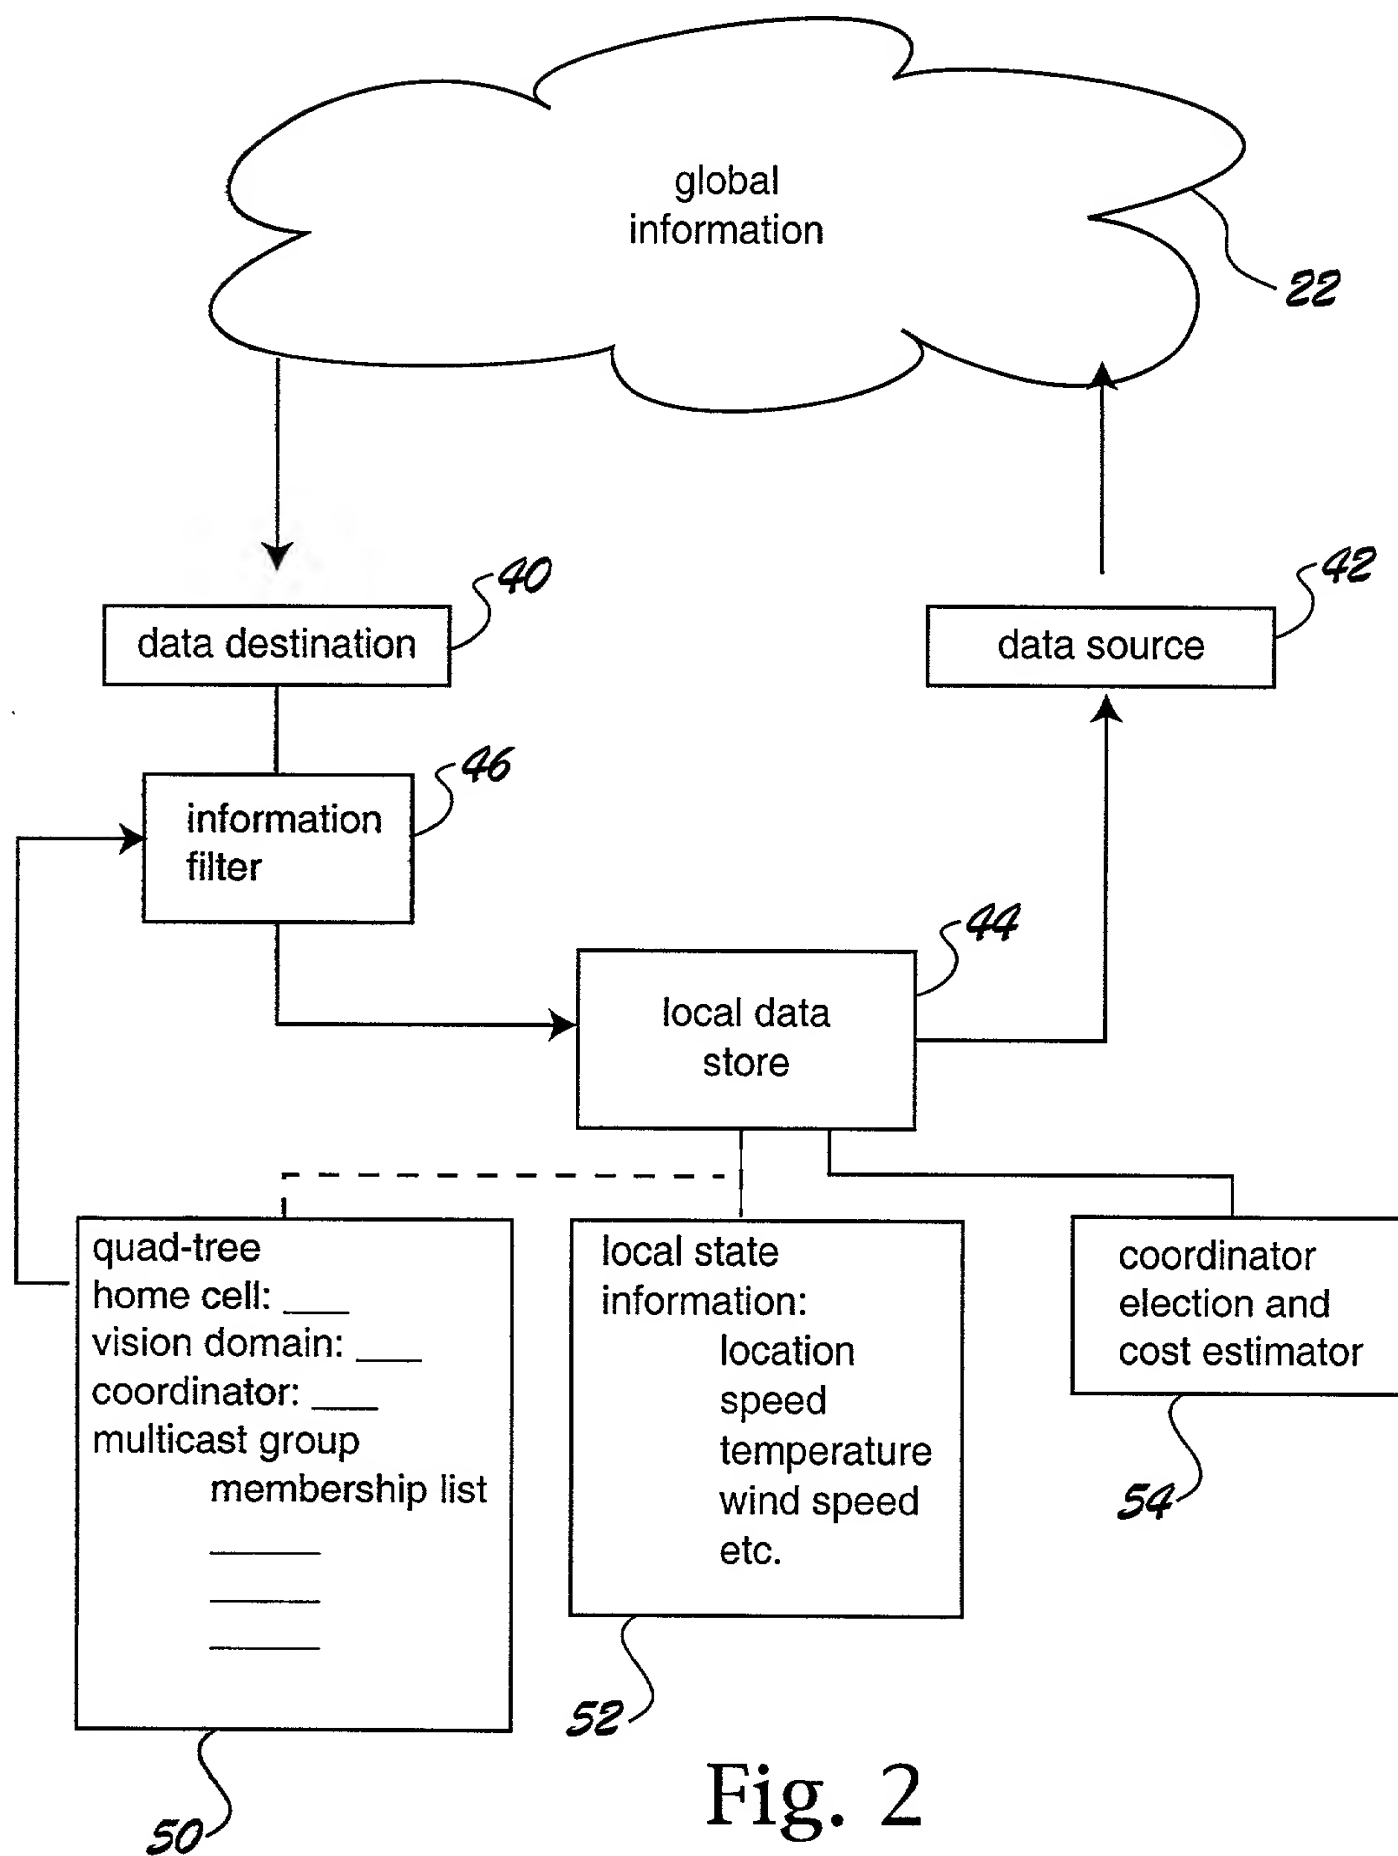 global
information
22
40
42
data destination
data source
46
information
filter
44
local data
store
quad-tree
home cell: ___
vision domain: ___
coordinator: ___
multicast group
membership list
local state
information:
location
speed
temperature
wind speed
etc.
coordinator
election and
cost estimator
54
52
50
Fig. 2